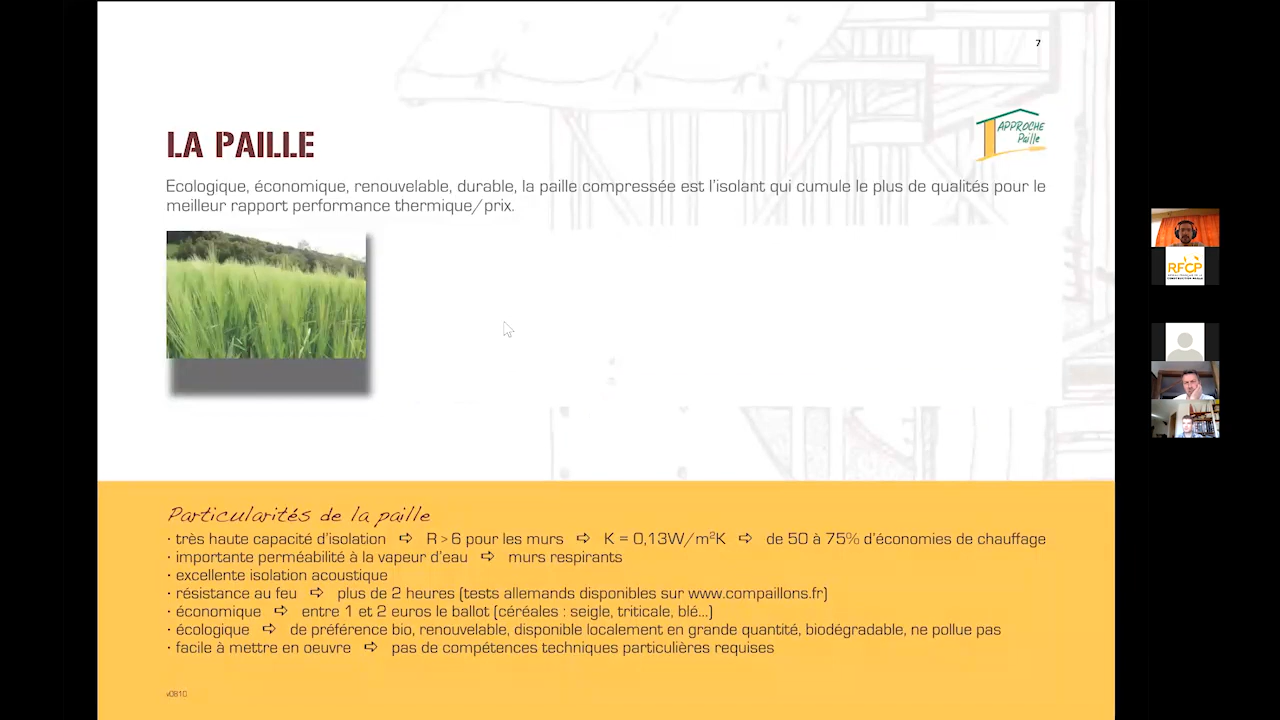 7
APPROCHE
Paille
LA PAILLE
Ecologique, économique, renouvelable, durable, la paille compressée est l'isolant qui cumule le plus de qualités pour le
meilleur rapport performance thermique/prix.
RFCP
CONSTRUCTION PAILLE
Particularités de la paille
· très haute capacité d'isolation ⇨ R > 6 pour les murs ⇨ K = 0,13W/m²K ⇨ de 50 à 75% d'économies de chauffage
· importante perméabilité à la vapeur d'eau ⇨ murs respirants
· excellente isolation acoustique
· résistance au feu ⇨ plus de 2 heures (tests allemands disponibles sur www.compaillons.fr)
· économique ⇨ entre 1 et 2 euros le ballot (céréales : seigle, triticale, blé...)
· écologique ⇨ de préférence bio, renouvelable, disponible localement en grande quantité, biodégradable, ne pollue pas
· facile à mettre en oeuvre ⇨ pas de compétences techniques particulières requises
v0810